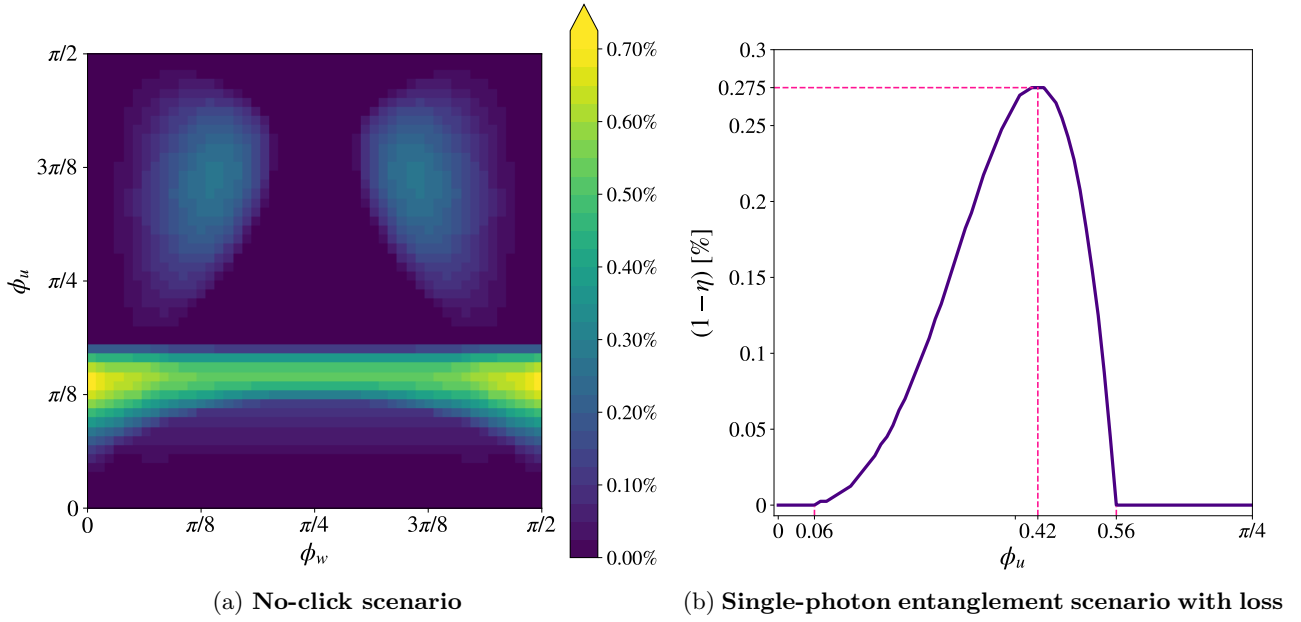 π/2
3π/8
π/4
π/8
0
ϕ_u
0
π/8
π/4
3π/8
π/2
ϕ_w
0.70%
0.60%
0.50%
0.40%
0.30%
0.20%
0.10%
0.00%
(a) No-click scenario
0.3
0.275
0.25
0.2
0.15
0.1
0.05
0
(1 − η) [%]
0
0.06
0.42
0.56
π/4
ϕ_u
(b) Single-photon entanglement scenario with loss